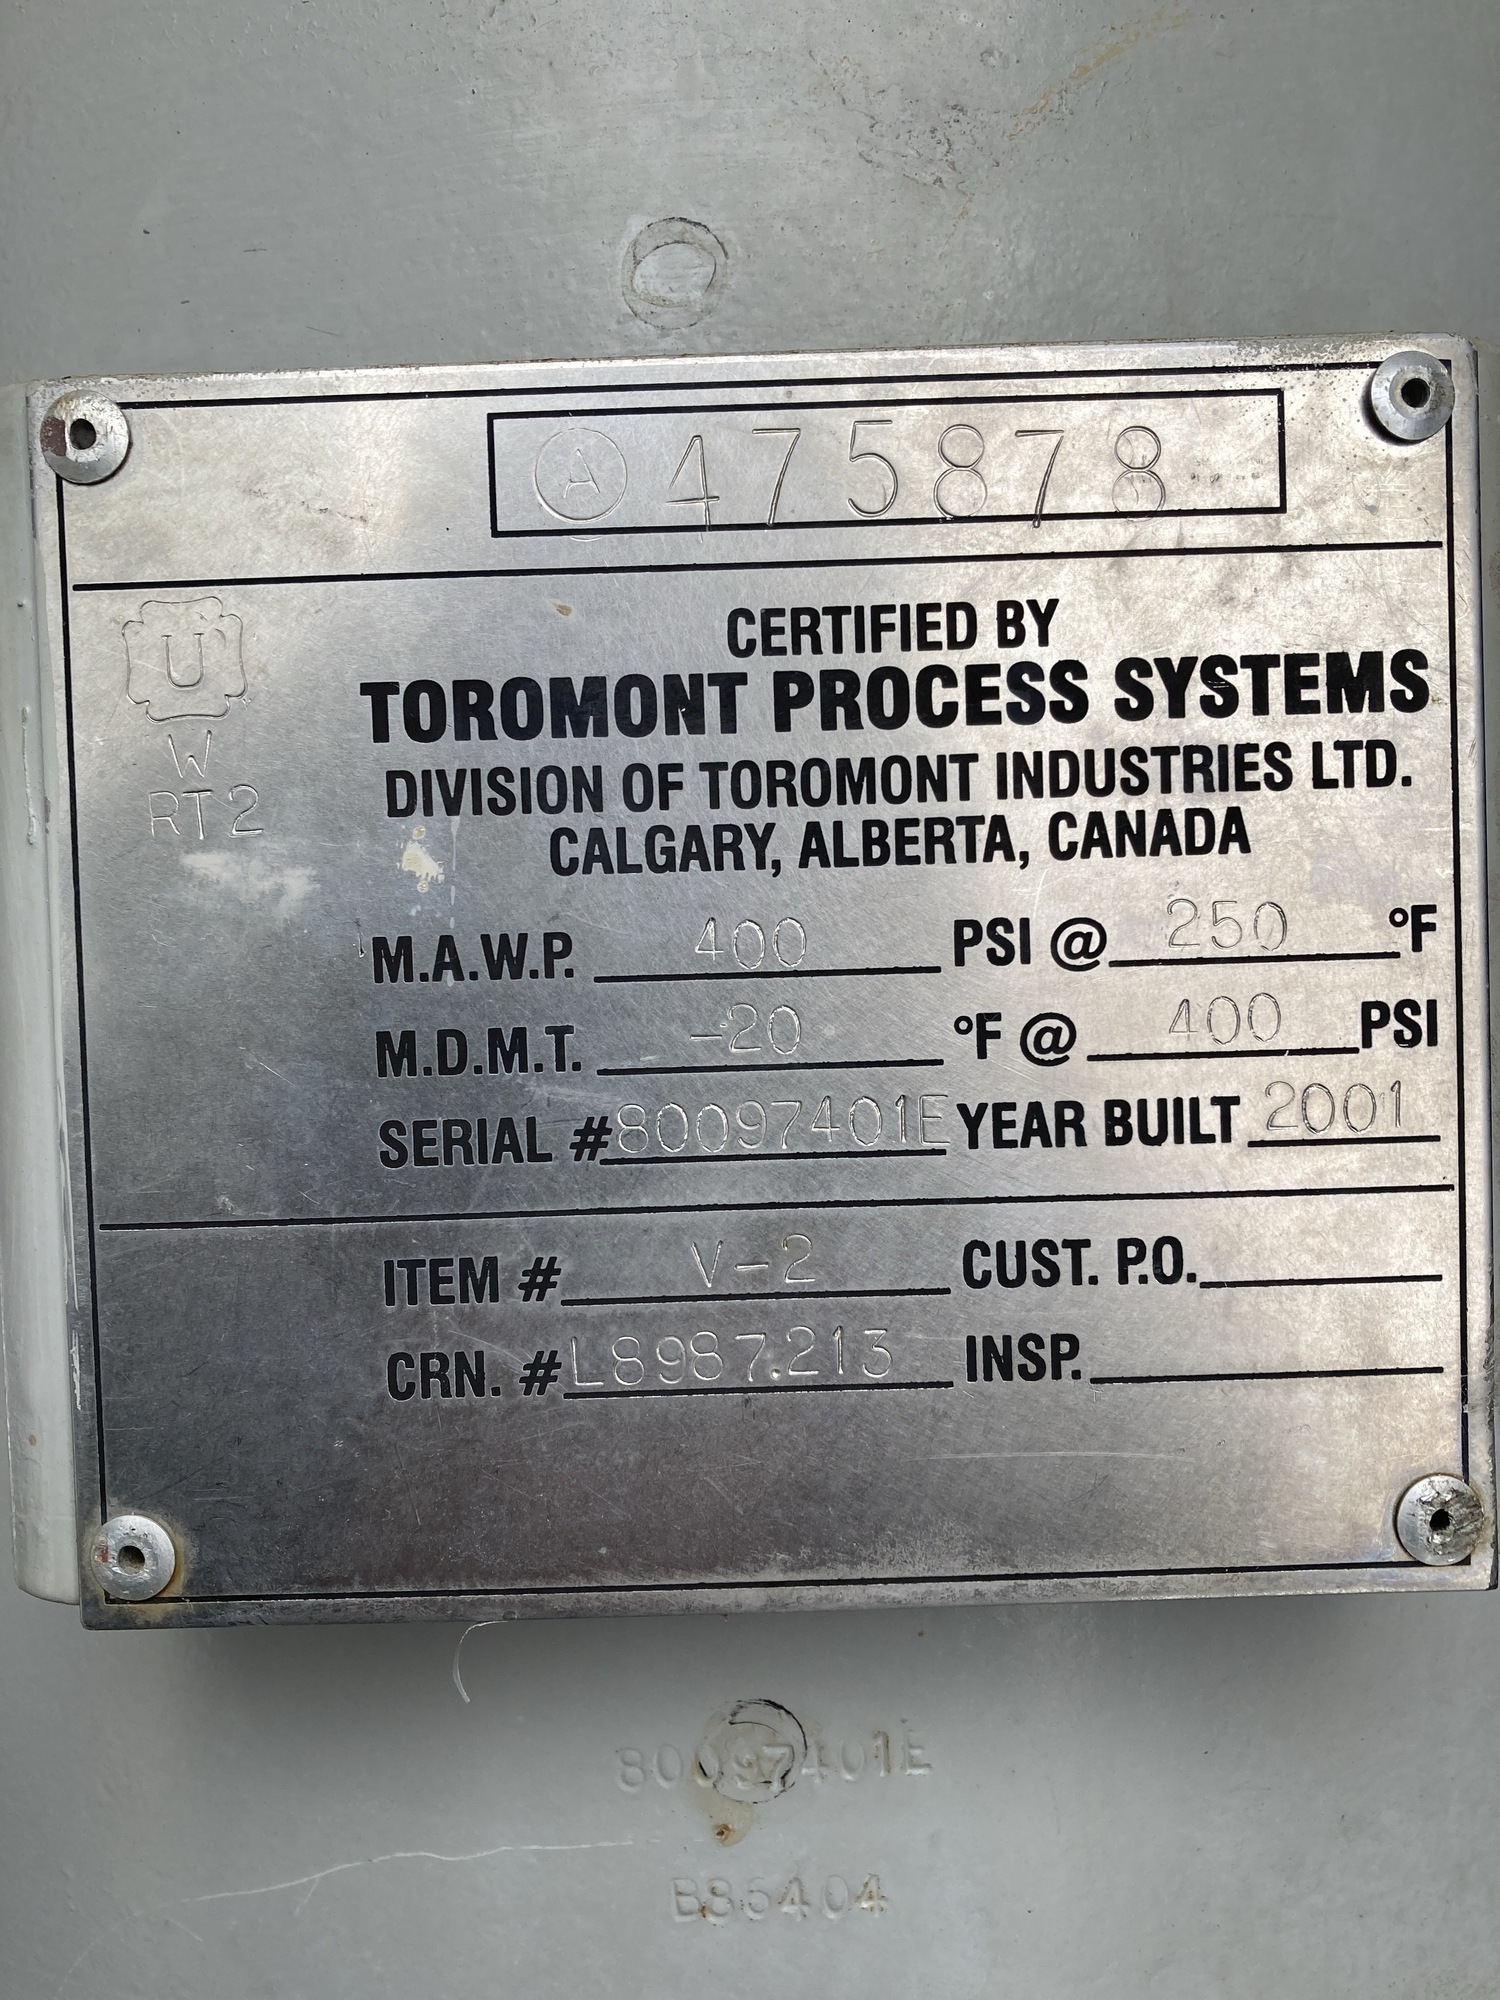 A 475878
U
W
RT2
CERTIFIED BY
TOROMONT PROCESS SYSTEMS
DIVISION OF TOROMONT INDUSTRIES LTD.
CALGARY, ALBERTA, CANADA
M.A.W.P. 400 PSI @ 250 °F
M.D.M.T. -20 °F @ 400 PSI
SERIAL # 80097401E YEAR BUILT 2001
ITEM # V-2 CUST. P.O.
CRN. # L8987.213 INSP.
80097401E
B86404